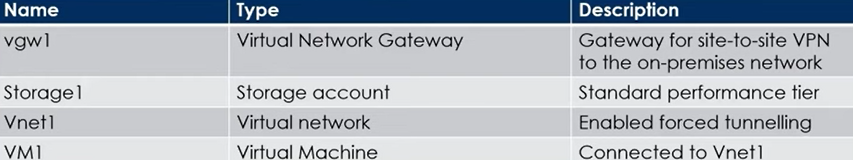 Name Type Description
vgw1 Virtual Network Gateway Gateway for site-to-site VPN
to the on-premises network
Storage1 Storage account Standard performance tier
Vnet1 Virtual network Enabled forced tunnelling
VM1 Virtual Machine Connected to Vnet1